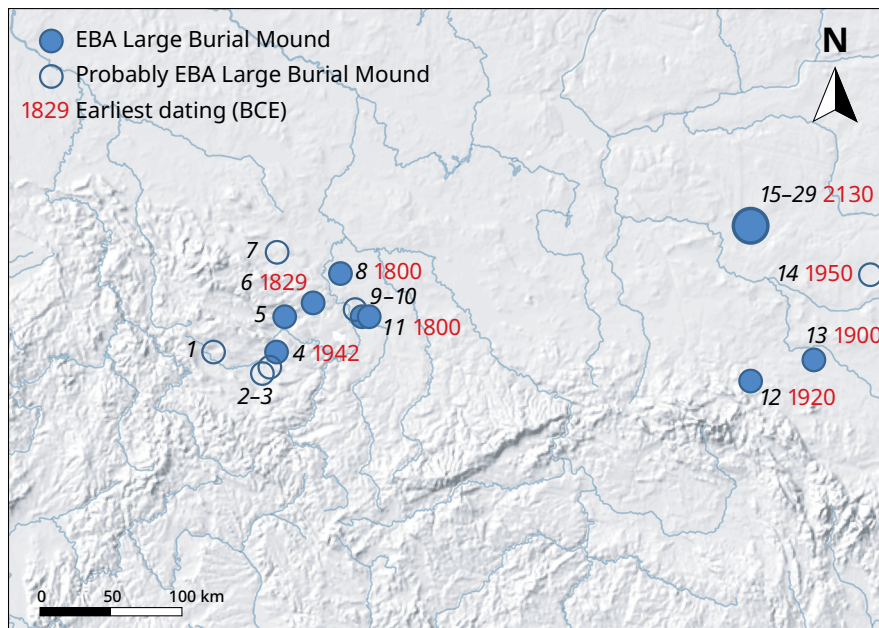 EBA Large Burial Mound
Probably EBA Large Burial Mound
1829 Earliest dating (BCE)
N
15–29 2130
7
8 1800
14 1950
6 1829
9–10
5
11 1800
13 1900
1
4 1942
2–3
12 1920
0 50 100 km